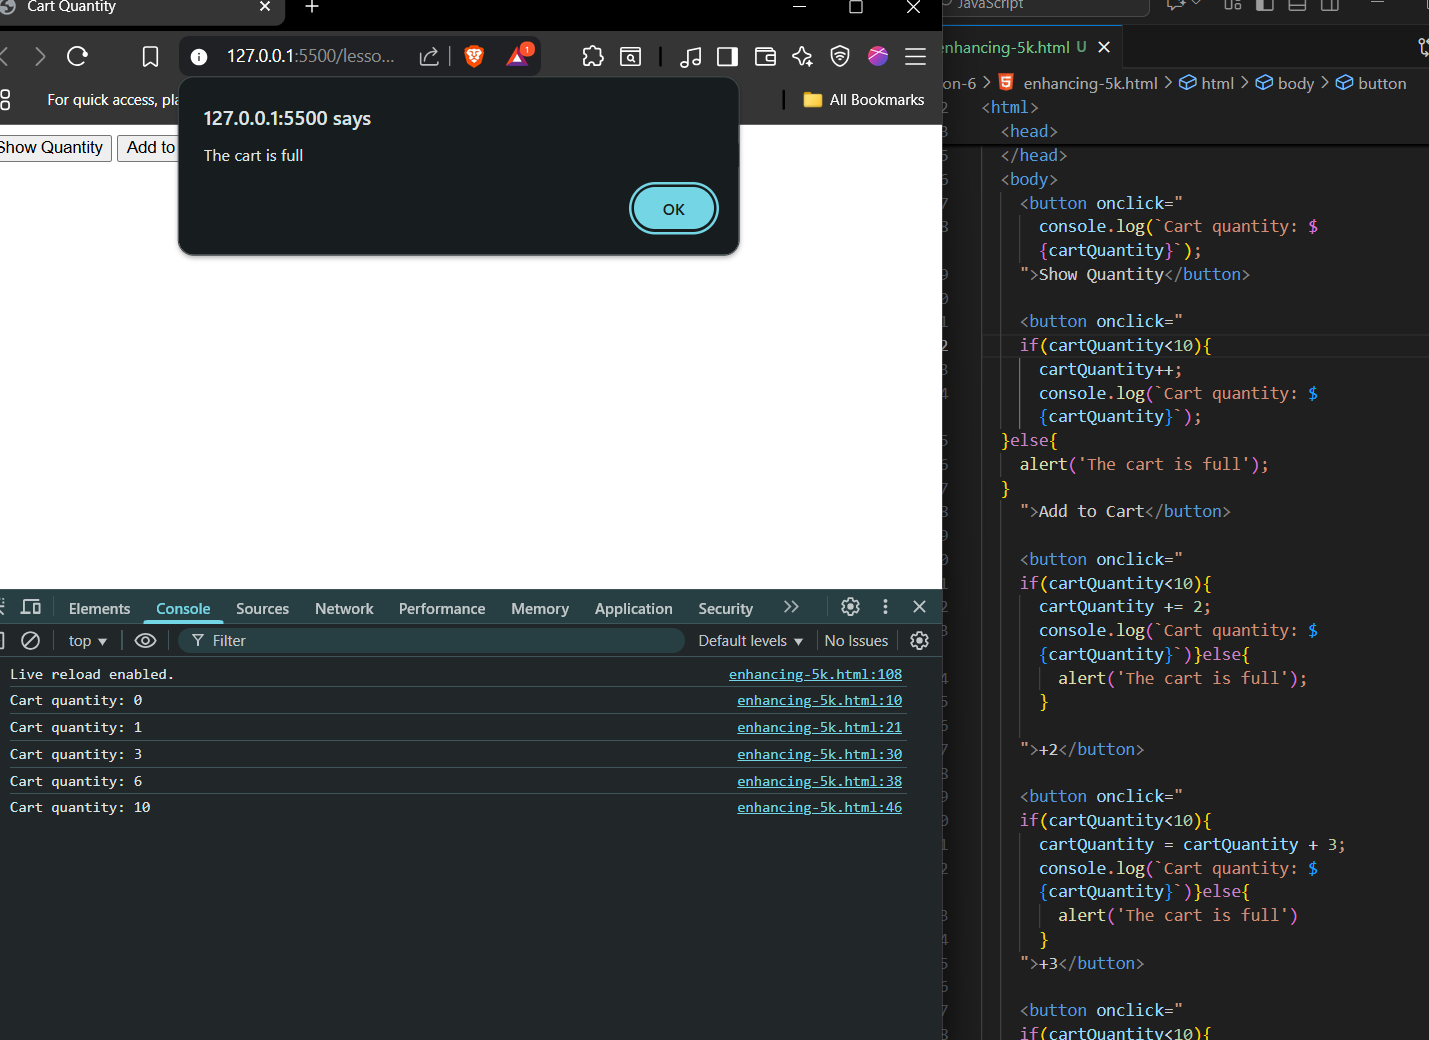 Cart Quantity
127.0.0.1:5500/lesso...
1
For quick access, pla
All Bookmarks
127.0.0.1:5500 says
The cart is full
OK
Show Quantity
Add to
Elements
Console
Sources
Network
Performance
Memory
Application
Security
top
Filter
Default levels
No Issues
Live reload enabled.
enhancing-5k.html:108
Cart quantity: 0
enhancing-5k.html:10
Cart quantity: 1
enhancing-5k.html:21
Cart quantity: 3
enhancing-5k.html:30
Cart quantity: 6
enhancing-5k.html:38
Cart quantity: 10
enhancing-5k.html:46
JavaScript
enhancing-5k.html U
on-6 > enhancing-5k.html > html > body > button
<html>
<head>
</head>
<body>
<button onclick="
console.log(`Cart quantity: $
{cartQuantity}`);
">Show Quantity</button>
<button onclick="
if(cartQuantity<10){
cartQuantity++;
console.log(`Cart quantity: $
{cartQuantity}`);
}else{
alert('The cart is full');
}
">Add to Cart</button>
<button onclick="
if(cartQuantity<10){
cartQuantity += 2;
console.log(`Cart quantity: $
{cartQuantity}`)}else{
alert('The cart is full');
}
">+2</button>
<button onclick="
if(cartQuantity<10){
cartQuantity = cartQuantity + 3;
console.log(`Cart quantity: $
{cartQuantity}`)}else{
alert('The cart is full')
}
">+3</button>
<button onclick="
if(cartQuantity<10){